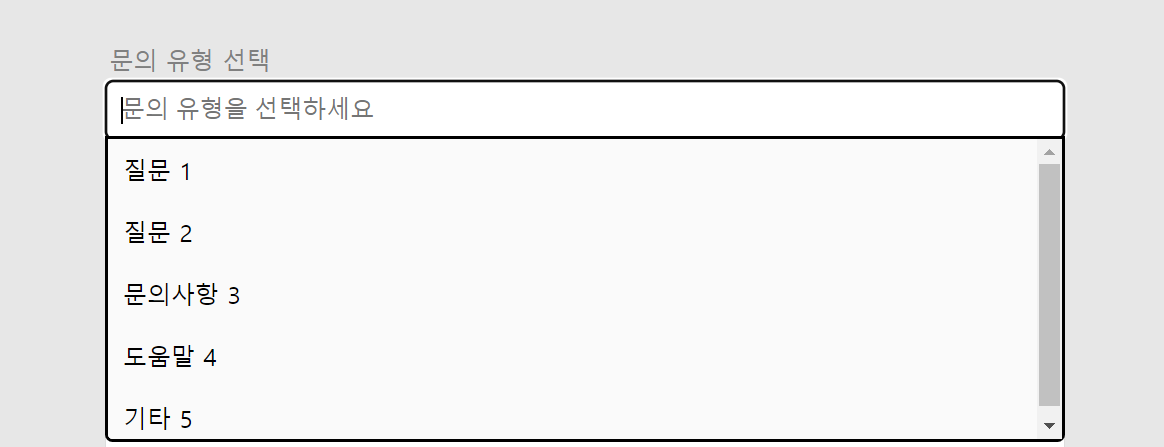 문의 유형 선택
문의 유형을 선택하세요
질문 1
질문 2
문의사항 3
도움말 4
기타 5